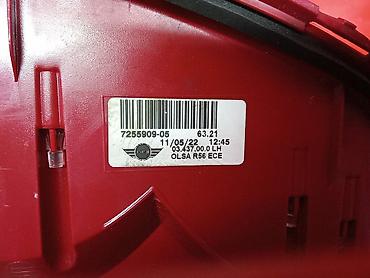 7255909-05 63.21
11/05/22 12:45
03.437.00.0 LH
OLSA R56 ECE